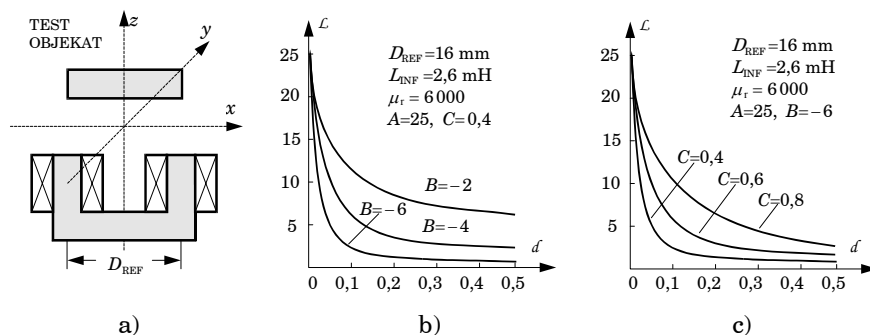 TEST
OBJEKAT
z
y
x
D_REF
a)
ℒ
25
20
15
10
5
D_REF=16 mm
L_INF=2,6 mH
μ_r = 6 000
A=25, C=0,4
B=−2
B=−6
B=−4
d
0 0,1 0,2 0,3 0,4 0,5
b)
ℒ
25
20
15
10
5
D_REF=16 mm
L_INF=2,6 mH
μ_r = 6 000
A=25, B=−6
C=0,4
C=0,6
C=0,8
d
0 0,1 0,2 0,3 0,4 0,5
c)